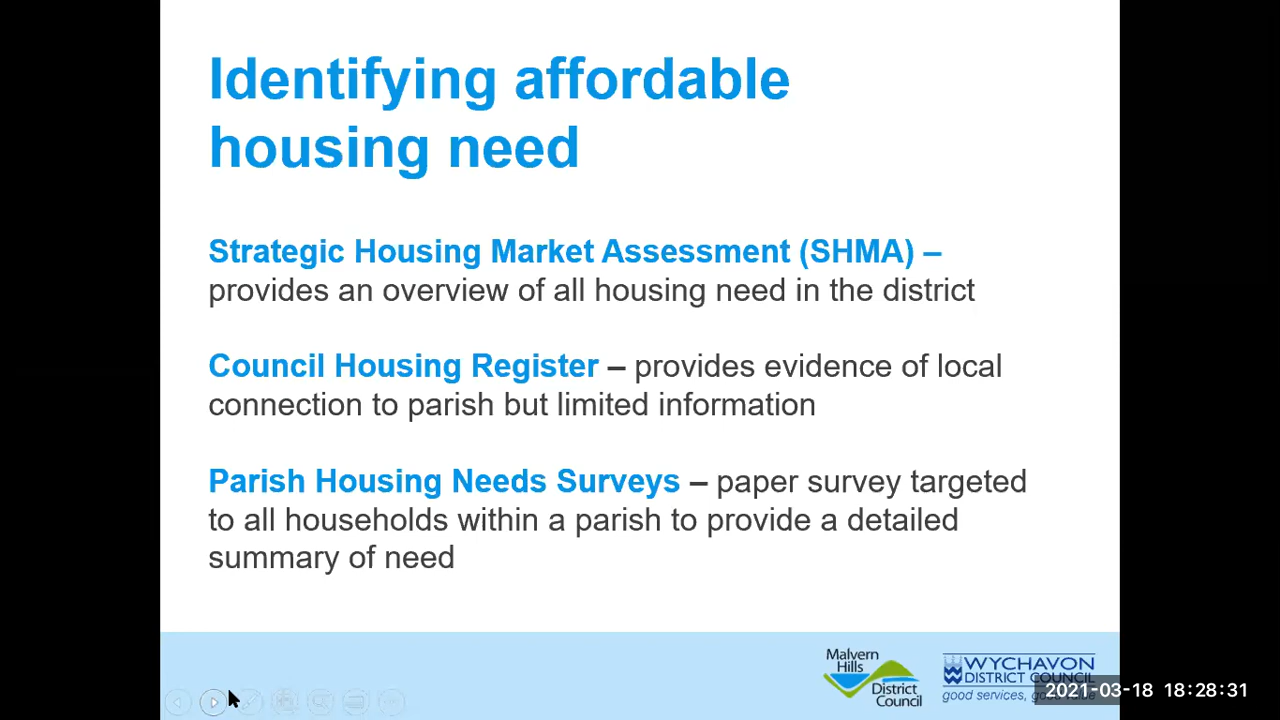 Identifying affordable
housing need
Strategic Housing Market Assessment (SHMA) –
provides an overview of all housing need in the district
Council Housing Register – provides evidence of local
connection to parish but limited information
Parish Housing Needs Surveys – paper survey targeted
to all households within a parish to provide a detailed
summary of need
Malvern
Hills
District
Council
WYCHAVON
DISTRICT COUNCIL
good services, good value
2021-03-18 18:28:31